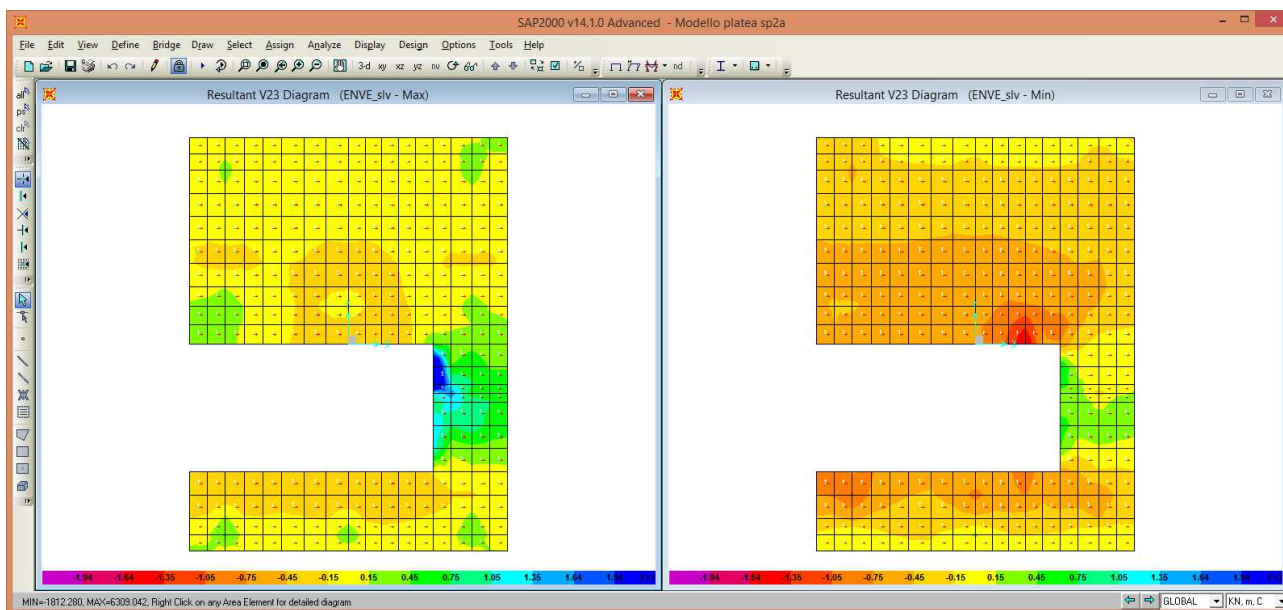 SAP2000 v14.1.0 Advanced - Modello platea sp2a
File Edit View Define Bridge Draw Select Assign Analyze Display Design Options Tools Help
3-d xy xz yz nv nd
Resultant V23 Diagram (ENVE_slv - Max)
Resultant V23 Diagram (ENVE_slv - Min)
all
ps
clr
-1.94 -1.64 -1.35 -1.05 -0.75 -0.45 -0.15 0.15 0.45 0.75 1.05 1.35 1.64
-1.94 -1.64 -1.35 -1.05 -0.75 -0.45 -0.15 0.15 0.45 0.75 1.05 1.35 1.64
MIN=-1812.280, MAX=6309.042, Right Click on any Area Element for detailed diagram
GLOBAL KN, m, C